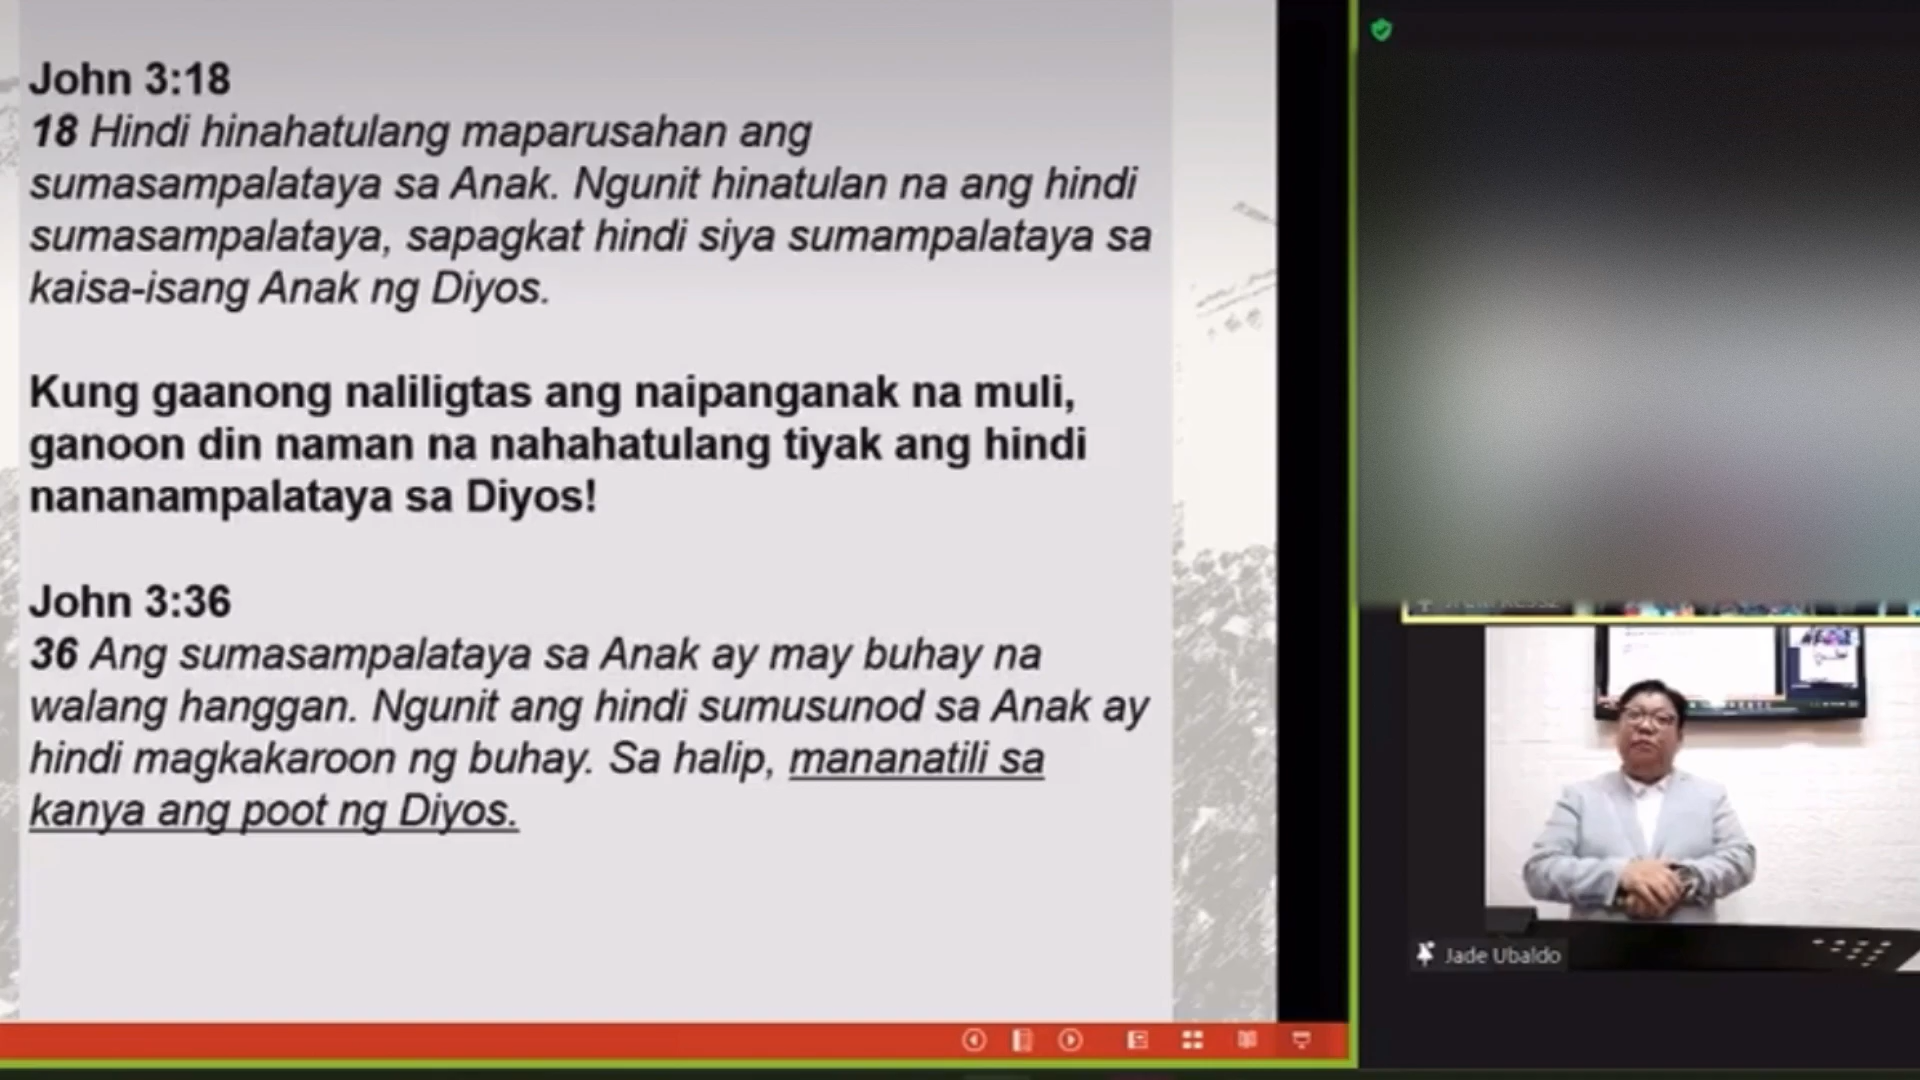 John 3:18
18 Hindi hinahatulang maparusahan ang
sumasampalataya sa Anak. Ngunit hinatulan na ang hindi
sumasampalataya, sapagkat hindi siya sumampalataya sa
kaisa-isang Anak ng Diyos.
Kung gaanong naliligtas ang naipanganak na muli,
ganoon din naman na nahahatulang tiyak ang hindi
nananampalataya sa Diyos!
John 3:36
36 Ang sumasampalataya sa Anak ay may buhay na
walang hanggan. Ngunit ang hindi sumusunod sa Anak ay
hindi magkakaroon ng buhay. Sa halip, mananatili sa
kanya ang poot ng Diyos.
Jade Ubaldo